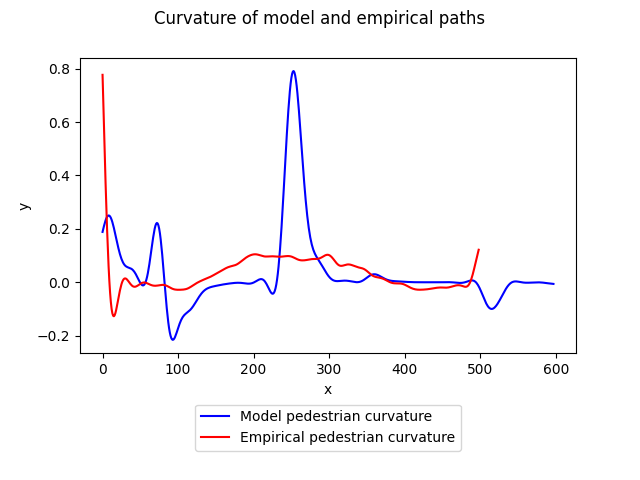 Curvature of model and empirical paths
0.8
0.6
0.4
y
0.2
0.0
−0.2
0 100 200 300 400 500 600
x
Model pedestrian curvature
Empirical pedestrian curvature